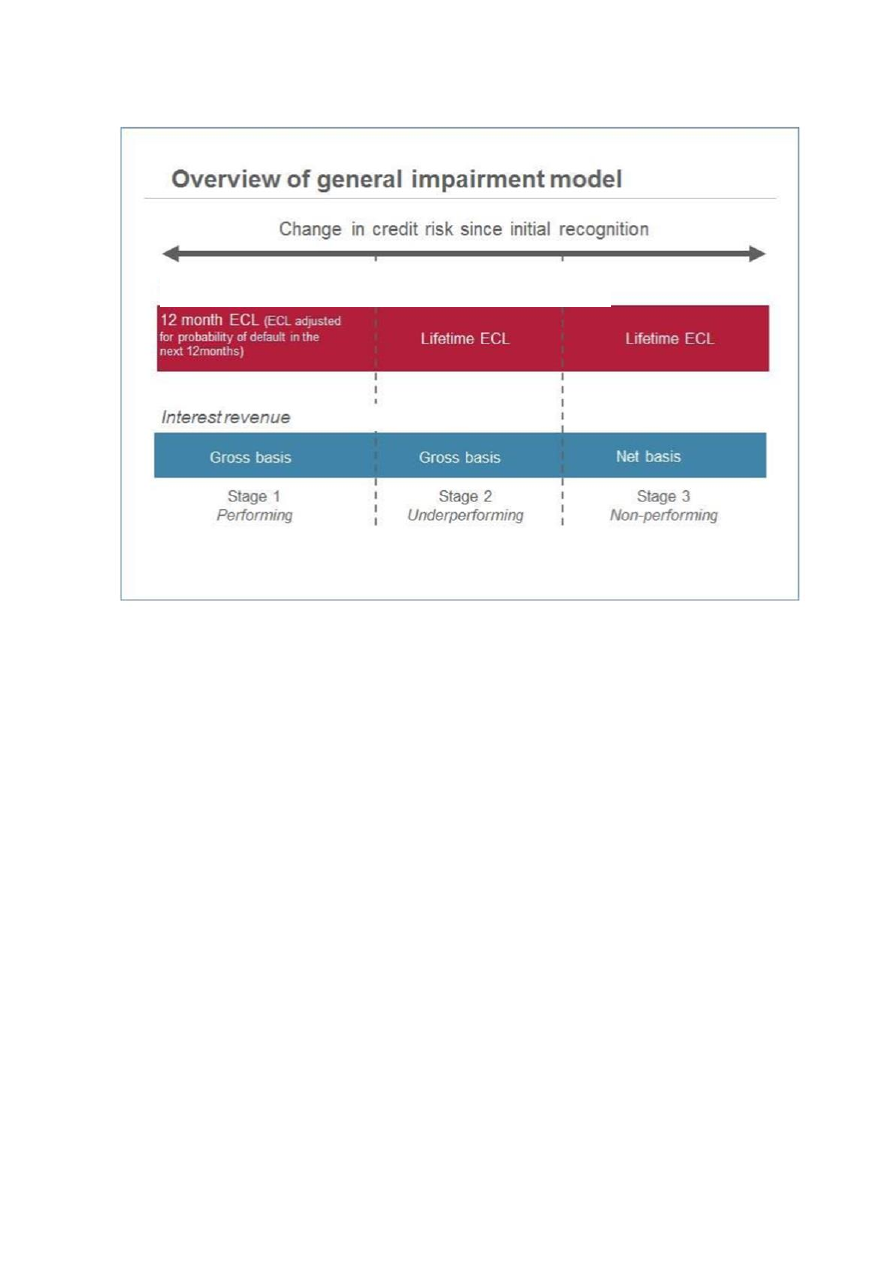 Overview of general impairment model
Change in credit risk since initial recognition
12 month ECL (ECL adjusted
for probability of default in the
next 12months)
Lifetime ECL
Lifetime ECL
Interest revenue
Gross basis
Gross basis
Net basis
Stage 1
Performing
Stage 2
Underperforming
Stage 3
Non-performing